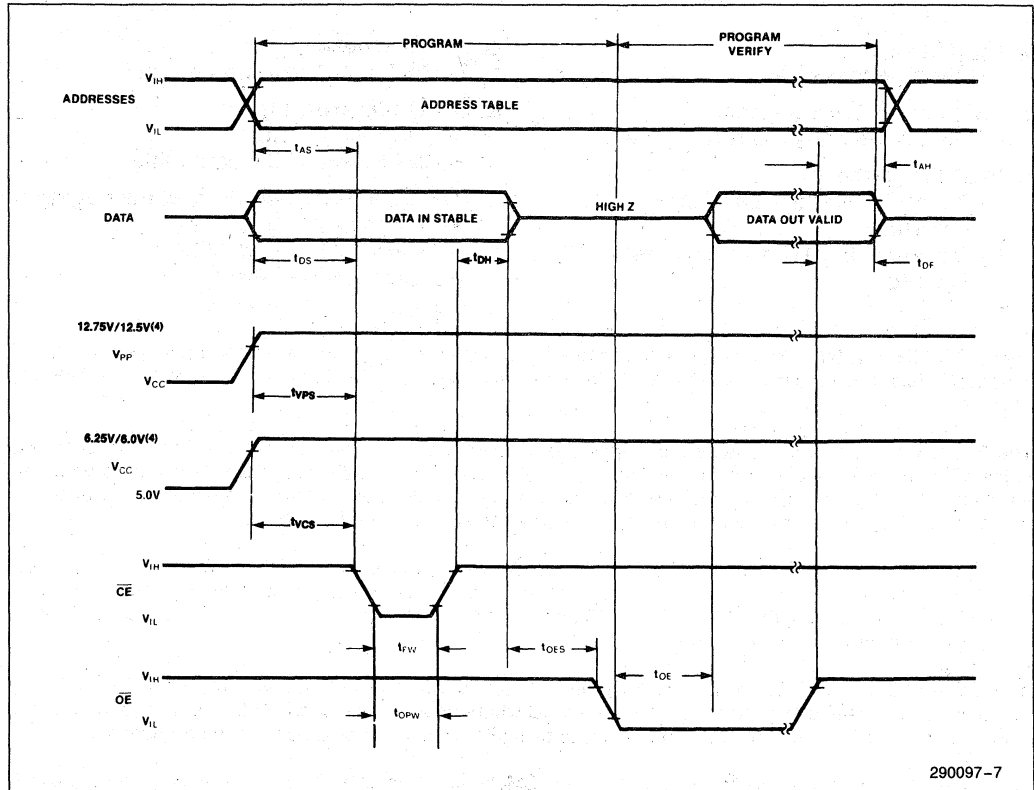 PROGRAM
PROGRAM
VERIFY
VIH
ADDRESSES
ADDRESS TABLE
VIL
tAS
tAH
DATA
DATA IN STABLE
HIGH Z
DATA OUT VALID
tDS
tDH
tDF
12.75V/12.5V(4)
VPP
VCC
tVPS
6.25V/6.0V(4)
VCC
5.0V
tVCS
VIH
CE
VIL
tPW
tOES
VIH
tOE
OE
VIL
tOPW
290097-7